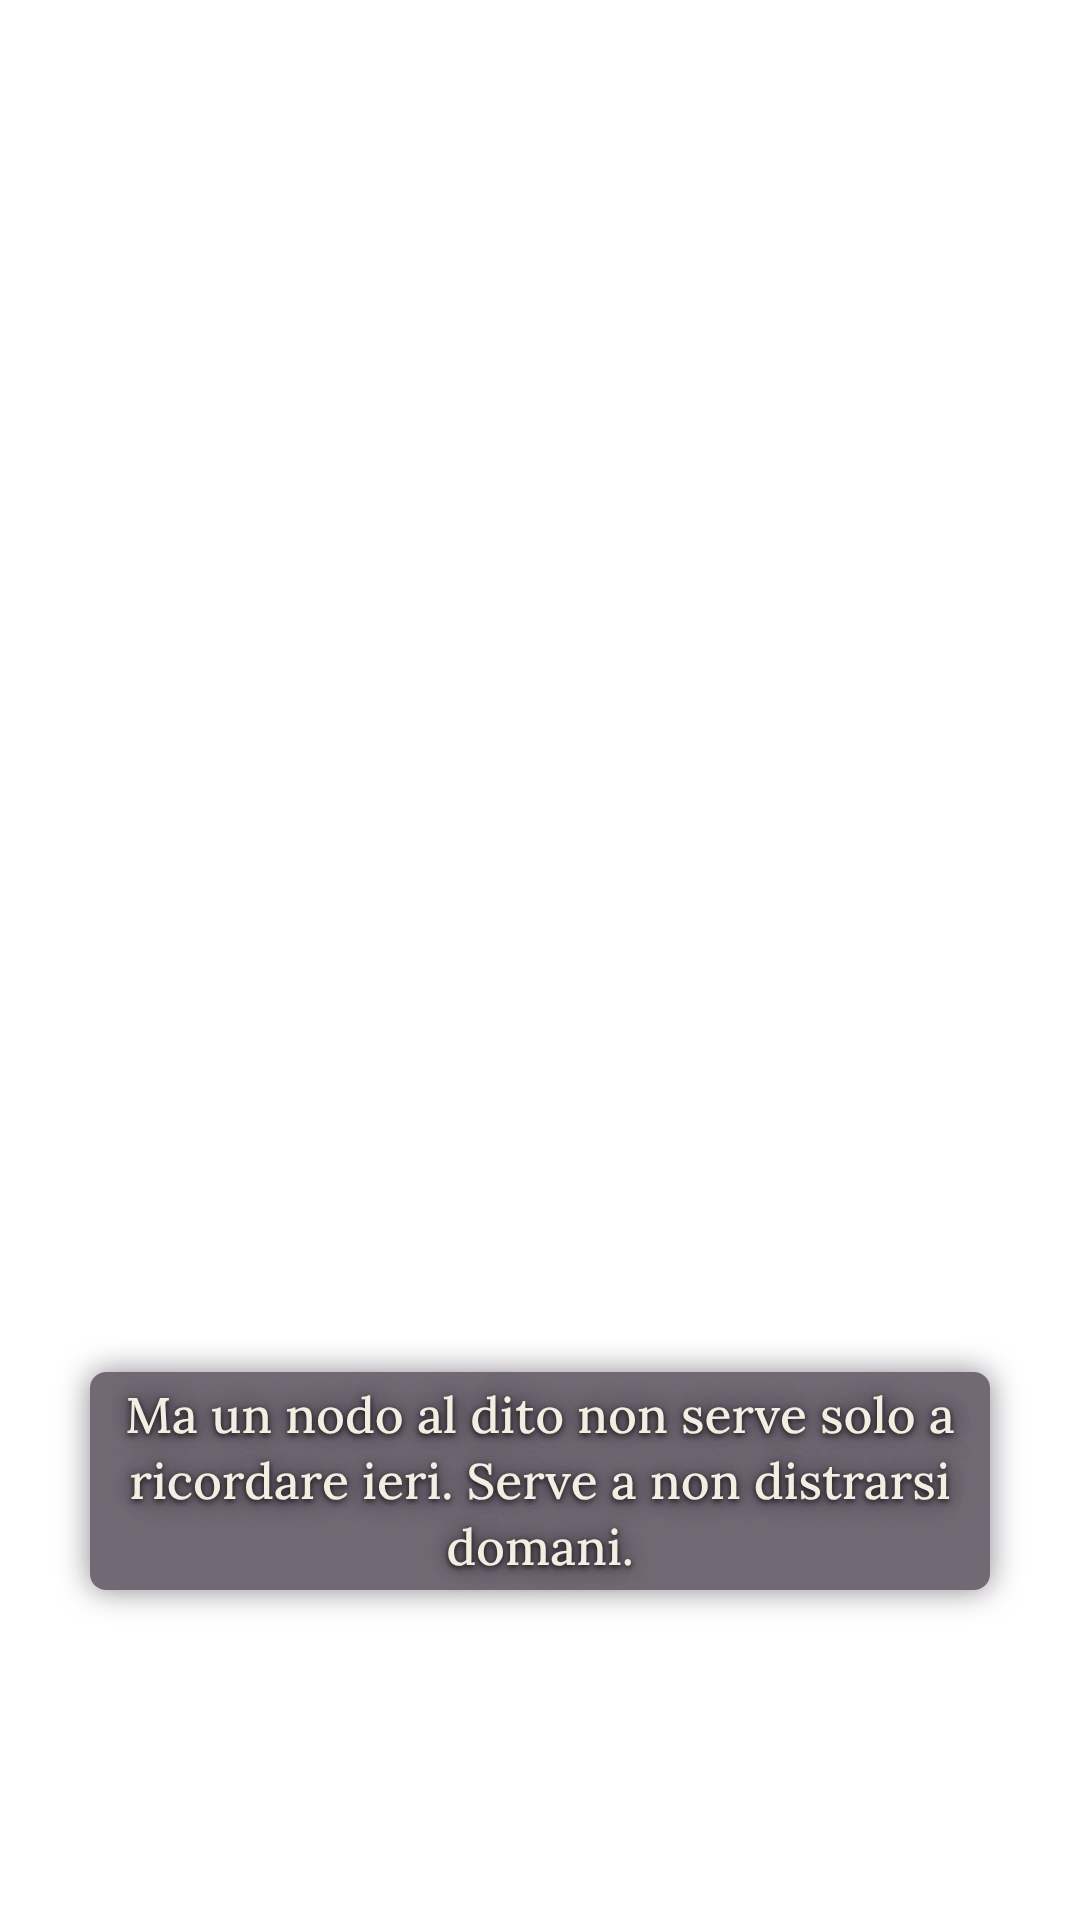 Ma un nodo al dito non serve solo a
ricordare ieri. Serve a non distrarsi
domani.